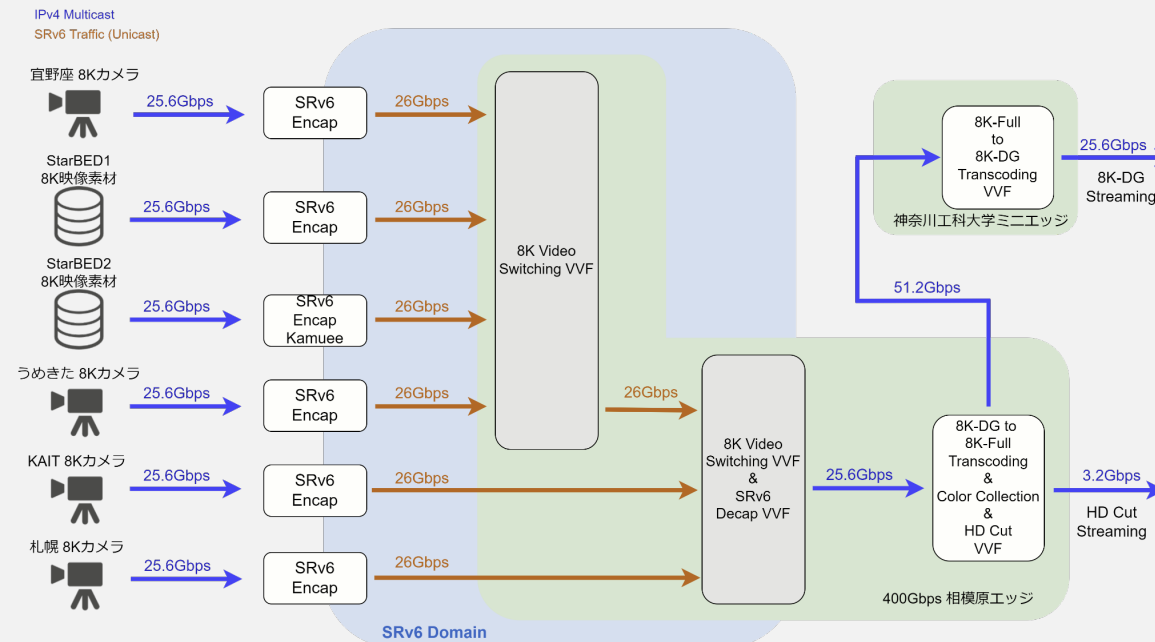 IPv4 Multicast
SRv6 Traffic (Unicast)
宜野座 8Kカメラ
25.6Gbps
SRv6
Encap
26Gbps
StarBED1
8K映像素材
25.6Gbps
SRv6
Encap
26Gbps
StarBED2
8K映像素材
25.6Gbps
SRv6
Encap
Kamuee
26Gbps
うめきた 8Kカメラ
25.6Gbps
SRv6
Encap
26Gbps
KAIT 8Kカメラ
25.6Gbps
SRv6
Encap
26Gbps
札幌 8Kカメラ
25.6Gbps
SRv6
Encap
26Gbps
8K Video
Switching VVF
26Gbps
8K Video
Switching VVF
&
SRv6
Decap VVF
25.6Gbps
8K-DG to
8K-Full
Transcoding
&
Color Collection
&
HD Cut
VVF
3.2Gbps
HD Cut
Streaming
51.2Gbps
8K-Full
to
8K-DG
Transcoding
VVF
神奈川工科大学ミニエッジ
25.6Gbps
8K-DG
Streaming
400Gbps 相模原エッジ
SRv6 Domain